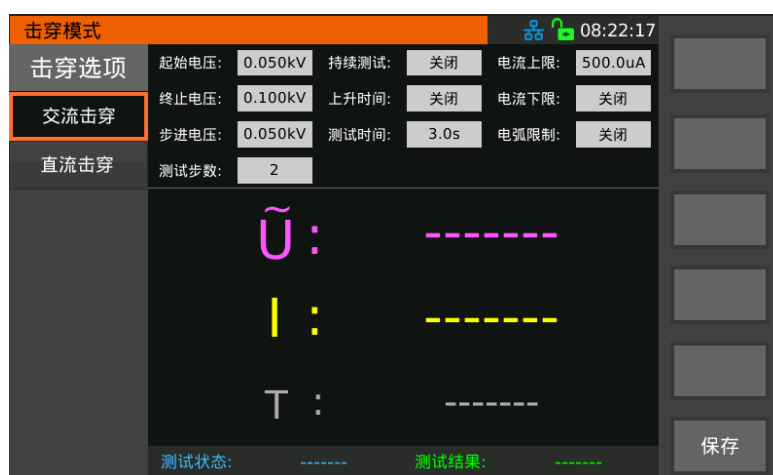 击穿模式 08:22:17
击穿选项
交流击穿
直流击穿
起始电压: 0.050kV 持续测试: 关闭 电流上限: 500.0uA
终止电压: 0.100kV 上升时间: 关闭 电流下限: 关闭
步进电压: 0.050kV 测试时间: 3.0s 电弧限制: 关闭
测试步数: 2
Ũ : -------
I : -------
T : -------
测试状态: ------- 测试结果: -------
保存